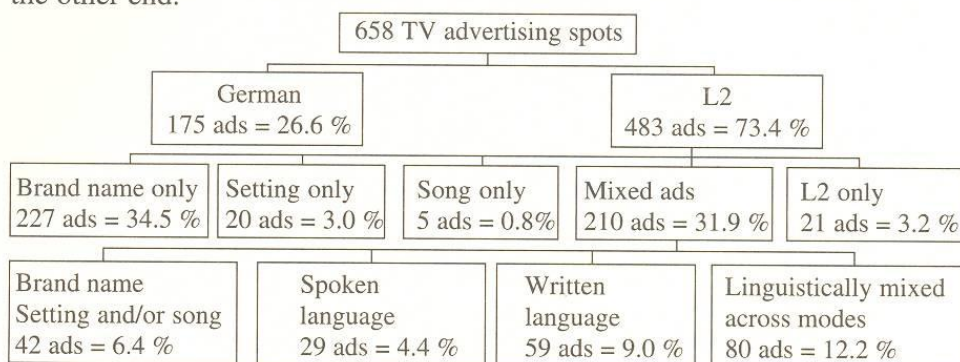 the other end.
658 TV advertising spots
German
175 ads = 26.6 %
L2
483 ads = 73.4 %
Brand name only
227 ads = 34.5 %
Setting only
20 ads = 3.0 %
Song only
5 ads = 0.8%
Mixed ads
210 ads = 31.9 %
L2 only
21 ads = 3.2 %
Brand name
Setting and/or song
42 ads = 6.4 %
Spoken
language
29 ads = 4.4 %
Written
language
59 ads = 9.0 %
Linguistically mixed
across modes
80 ads = 12.2 %